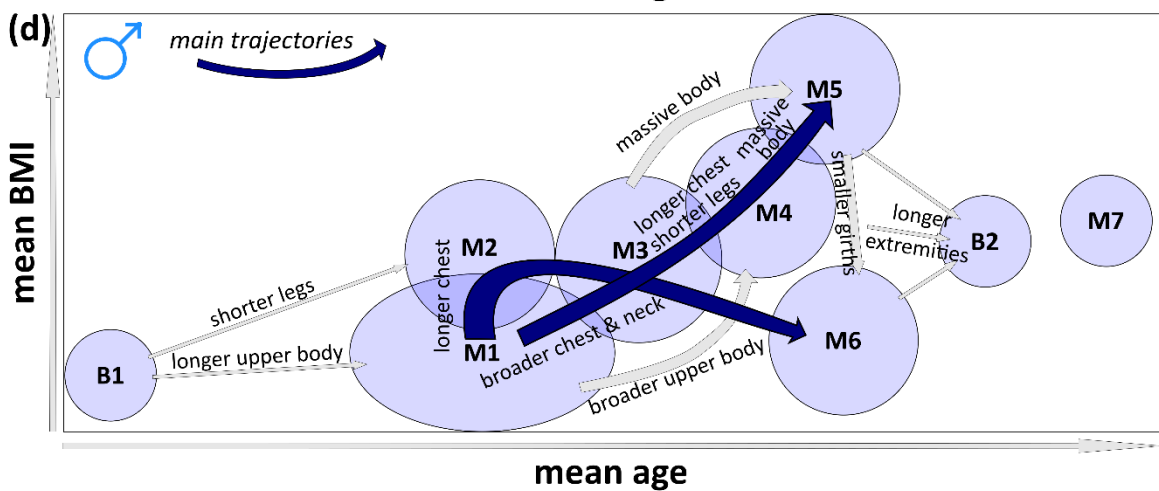 (d)
main trajectories
mean BMI
massive body
M5
massive
body
smaller girths
longer chest
shorter legs
M4
longer
extremities
B2
M7
M2
M3
longer chest
shorter legs
longer upper body
B1
M1
broader chest & neck
broader upper body
M6
mean age